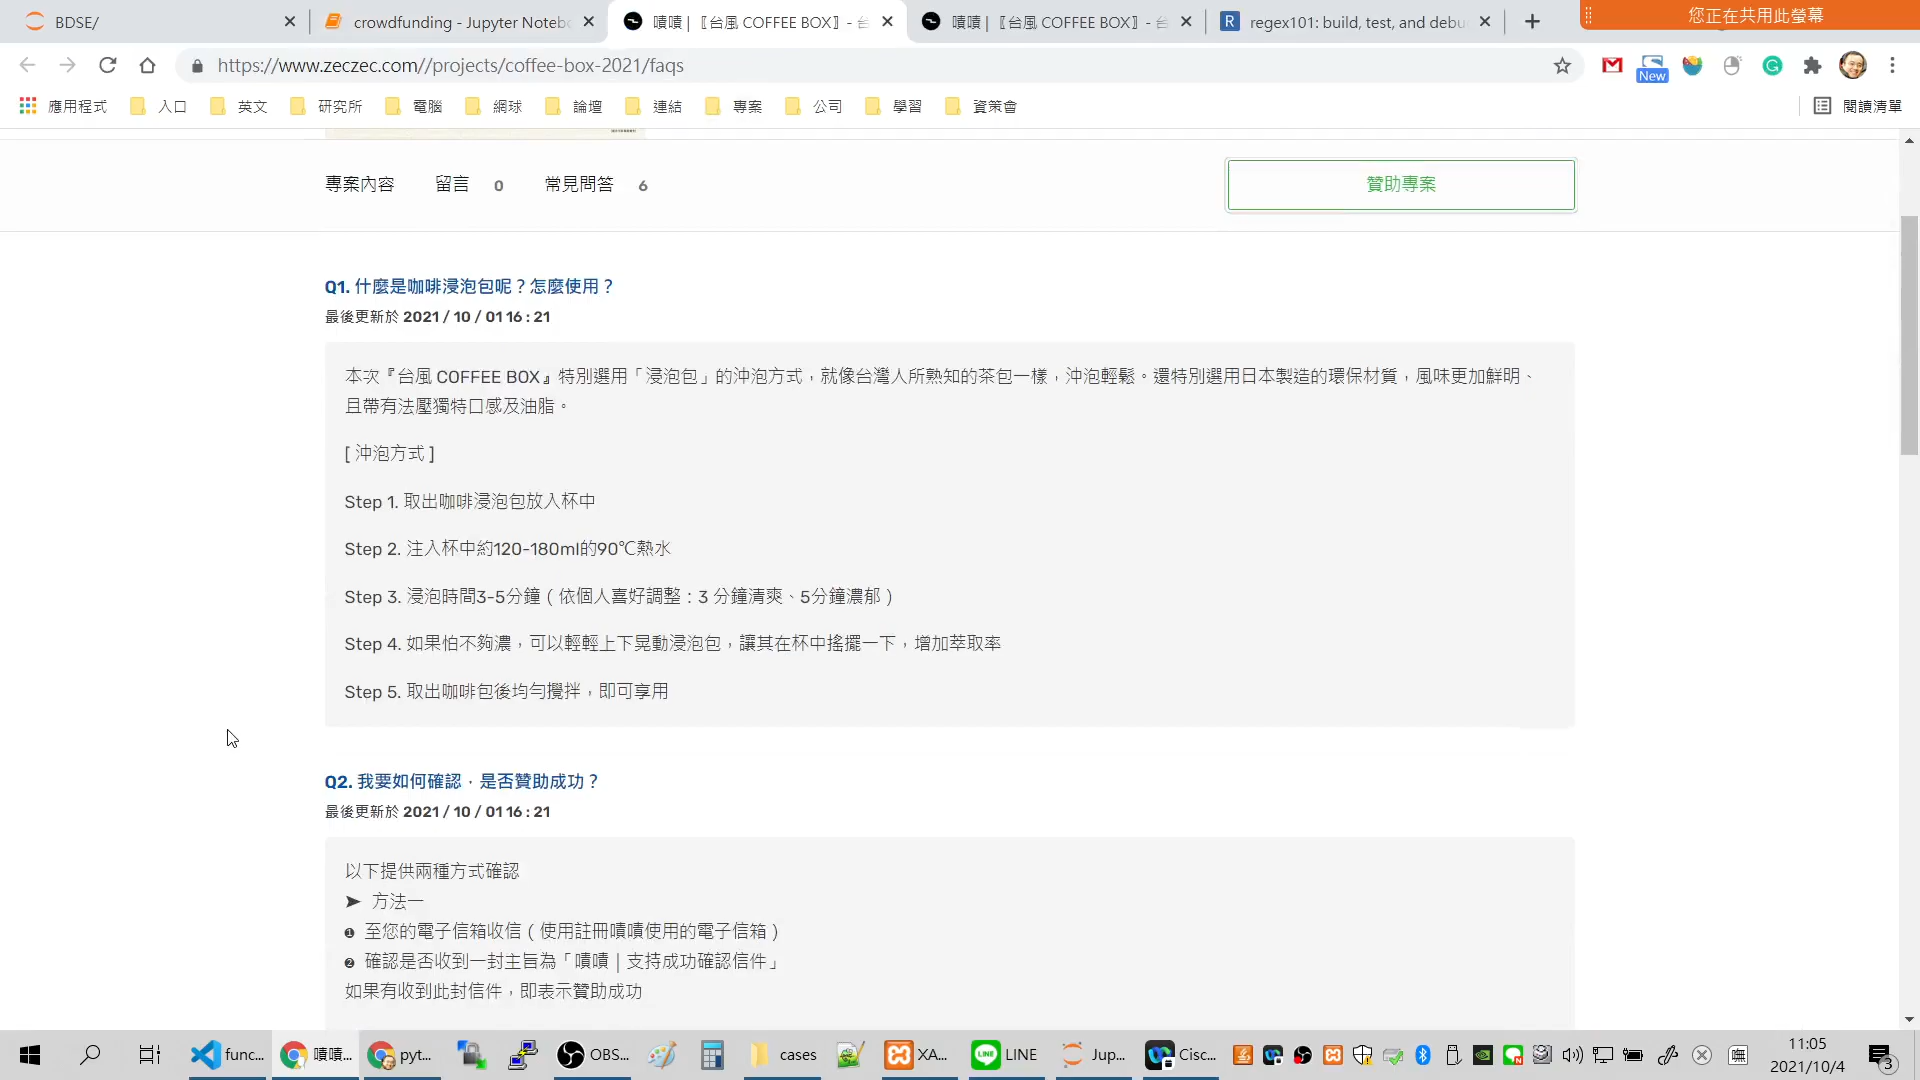 BDSE/
crowdfunding - Jupyter Notebo
嘖嘖 | 〖台風 COFFEE BOX〗- 台
嘖嘖 | 〖台風 COFFEE BOX〗- 台
regex101: build, test, and debu
您正在共用此螢幕
https://www.zeczec.com//projects/coffee-box-2021/faqs
New
應用程式 入口 英文 研究所 電腦 網球 論壇 連結 專案 公司 學習 資策會 閱讀清單
專案內容 留言 0 常見問答 6
贊助專案
Q1. 什麼是咖啡浸泡包呢？怎麼使用？
最後更新於 2021 / 10 / 01 16 : 21
本次『台風 COFFEE BOX』特別選用「浸泡包」的沖泡方式，就像台灣人所熟知的茶包一樣，沖泡輕鬆。還特別選用日本製造的環保材質，風味更加鮮明、
且帶有法壓獨特口感及油脂。
[ 沖泡方式 ]
Step 1. 取出咖啡浸泡包放入杯中
Step 2. 注入杯中約120-180ml的90℃熱水
Step 3. 浸泡時間3-5分鐘 ( 依個人喜好調整：3 分鐘清爽、5分鐘濃郁 )
Step 4. 如果怕不夠濃，可以輕輕上下晃動浸泡包，讓其在杯中搖擺一下，增加萃取率
Step 5. 取出咖啡包後均勻攪拌，即可享用
Q2. 我要如何確認，是否贊助成功？
最後更新於 2021 / 10 / 01 16 : 21
以下提供兩種方式確認
➤ 方法一
❶ 至您的電子信箱收信 ( 使用註冊嘖嘖使用的電子信箱 )
❷ 確認是否收到一封主旨為「嘖嘖 | 支持成功確認信件」
如果有收到此封信件，即表示贊助成功
func... 嘖嘖... pyt... OBS... cases XA... LINE Jup... Cisc... 嘸 11:05
2021/10/4 3